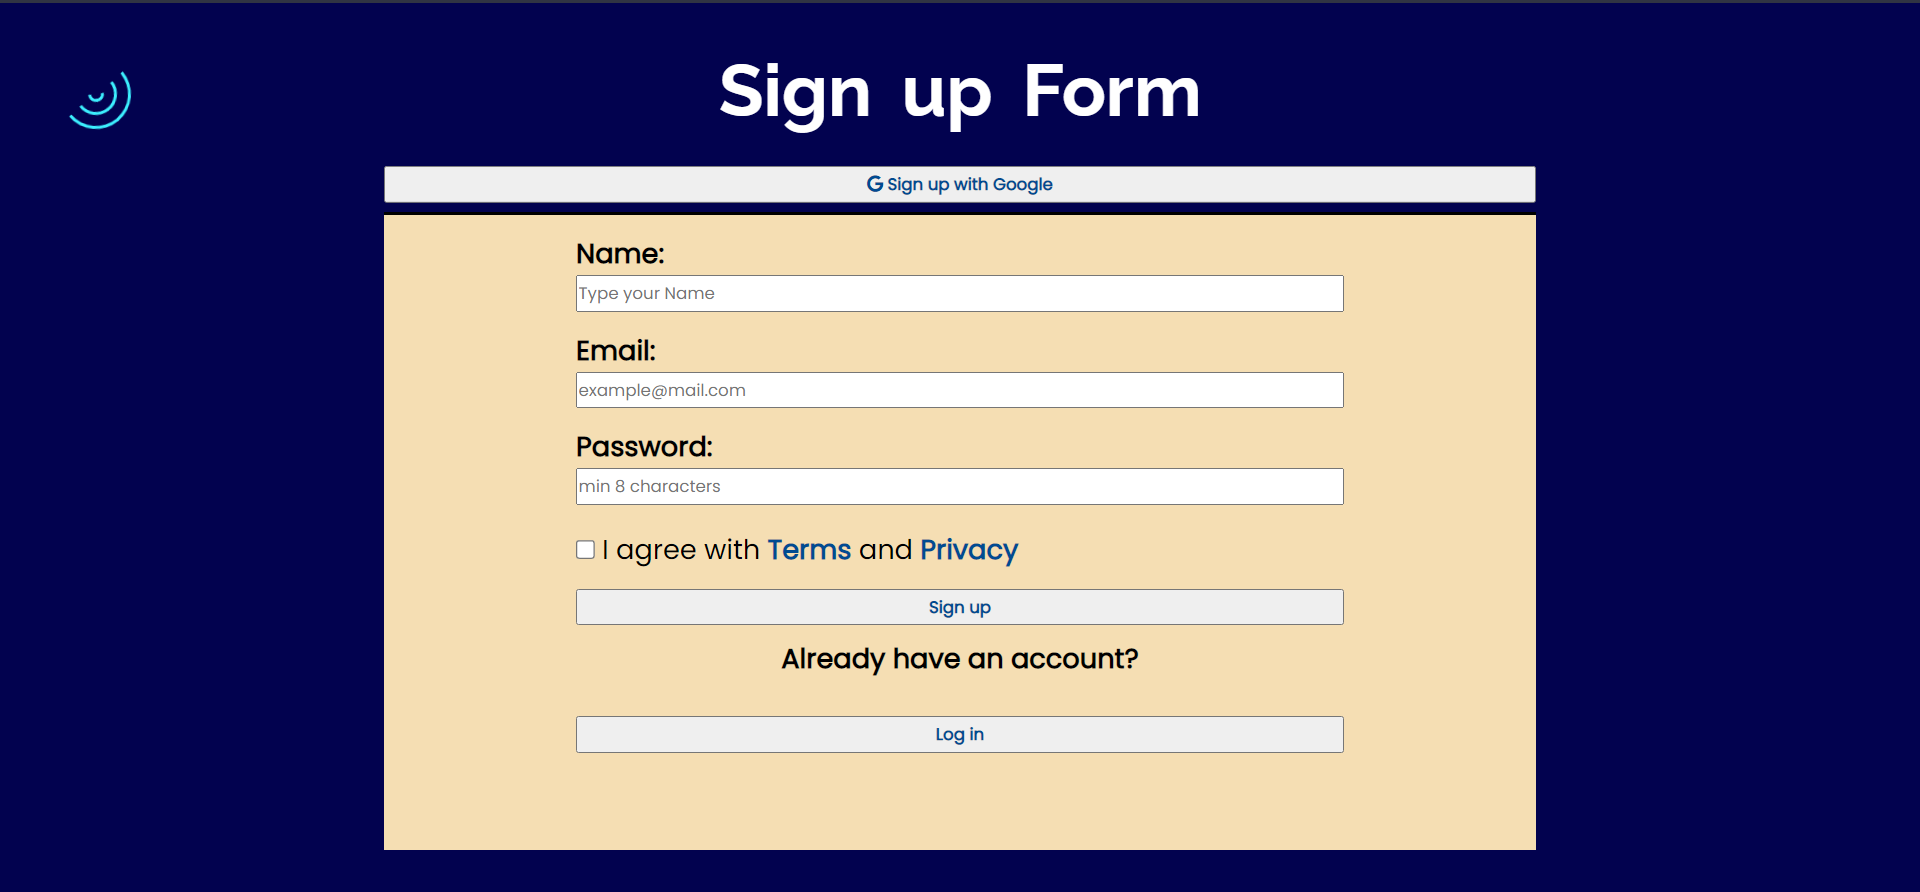 Sign up Form
Sign up with Google
Name:
Type your Name
Email:
example@mail.com
Password:
min 8 characters
I agree with Terms and Privacy
Sign up
Already have an account?
Log in